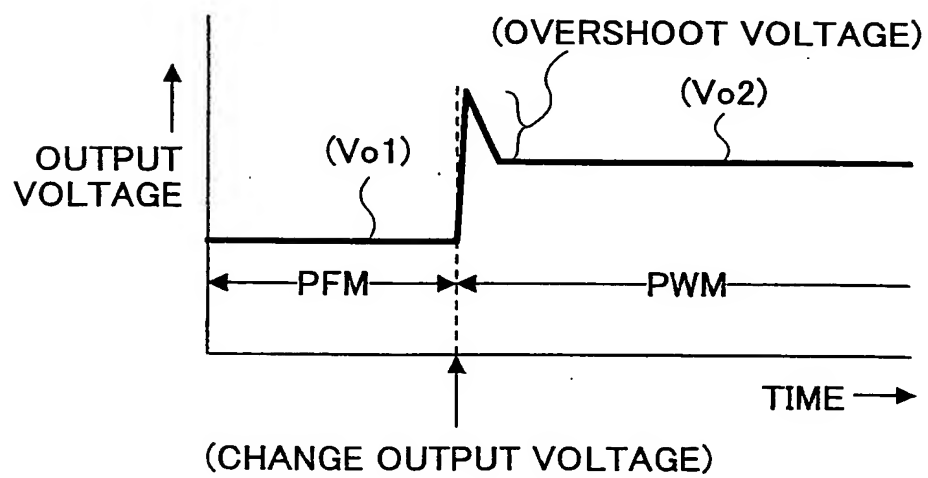 (OVERSHOOT VOLTAGE)
(Vo2)
(Vo1)
OUTPUT
VOLTAGE
PFM
PWM
TIME
(CHANGE OUTPUT VOLTAGE)